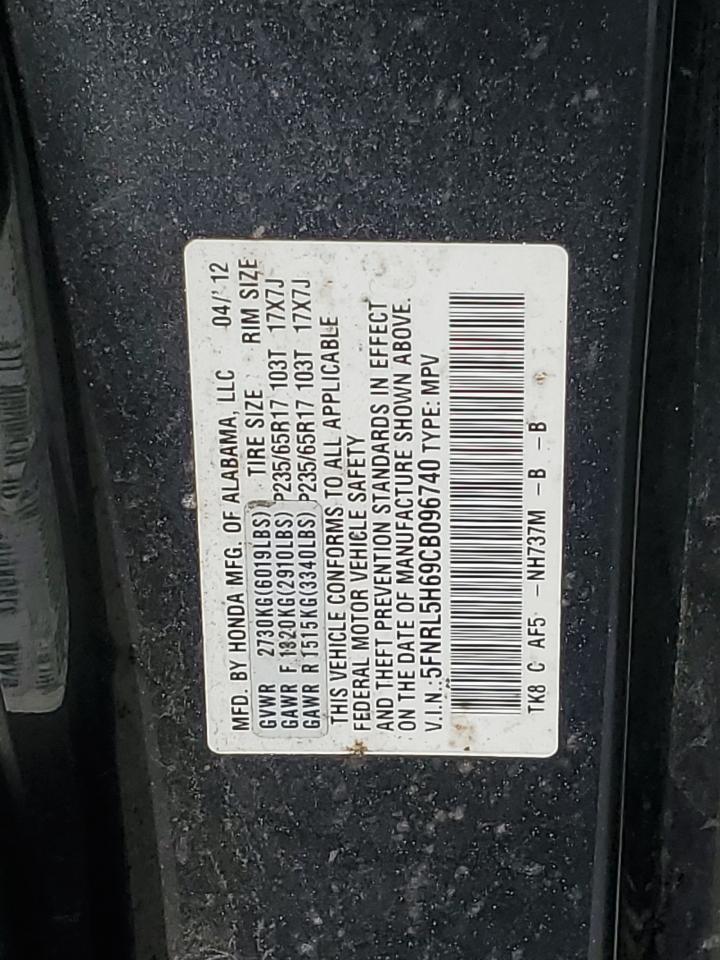 MFD. BY HONDA MFG. OF ALABAMA, LLC 04/'12
GVWR 2730KG(6019LBS) TIRE SIZE RIM SIZE
GAWR F 1320KG(2910LBS) P235/65R17 103T 17X7J
GAWR R 1515KG(3340LBS) P235/65R17 103T 17X7J
THIS VEHICLE CONFORMS TO ALL APPLICABLE
FEDERAL MOTOR VEHICLE SAFETY
AND THEFT PREVENTION STANDARDS IN EFFECT
ON THE DATE OF MANUFACTURE SHOWN ABOVE.
V.I.N.:5FNRL5H69CB096740 TYPE: MPV
TK8 C AF5 -NH737M -B -B